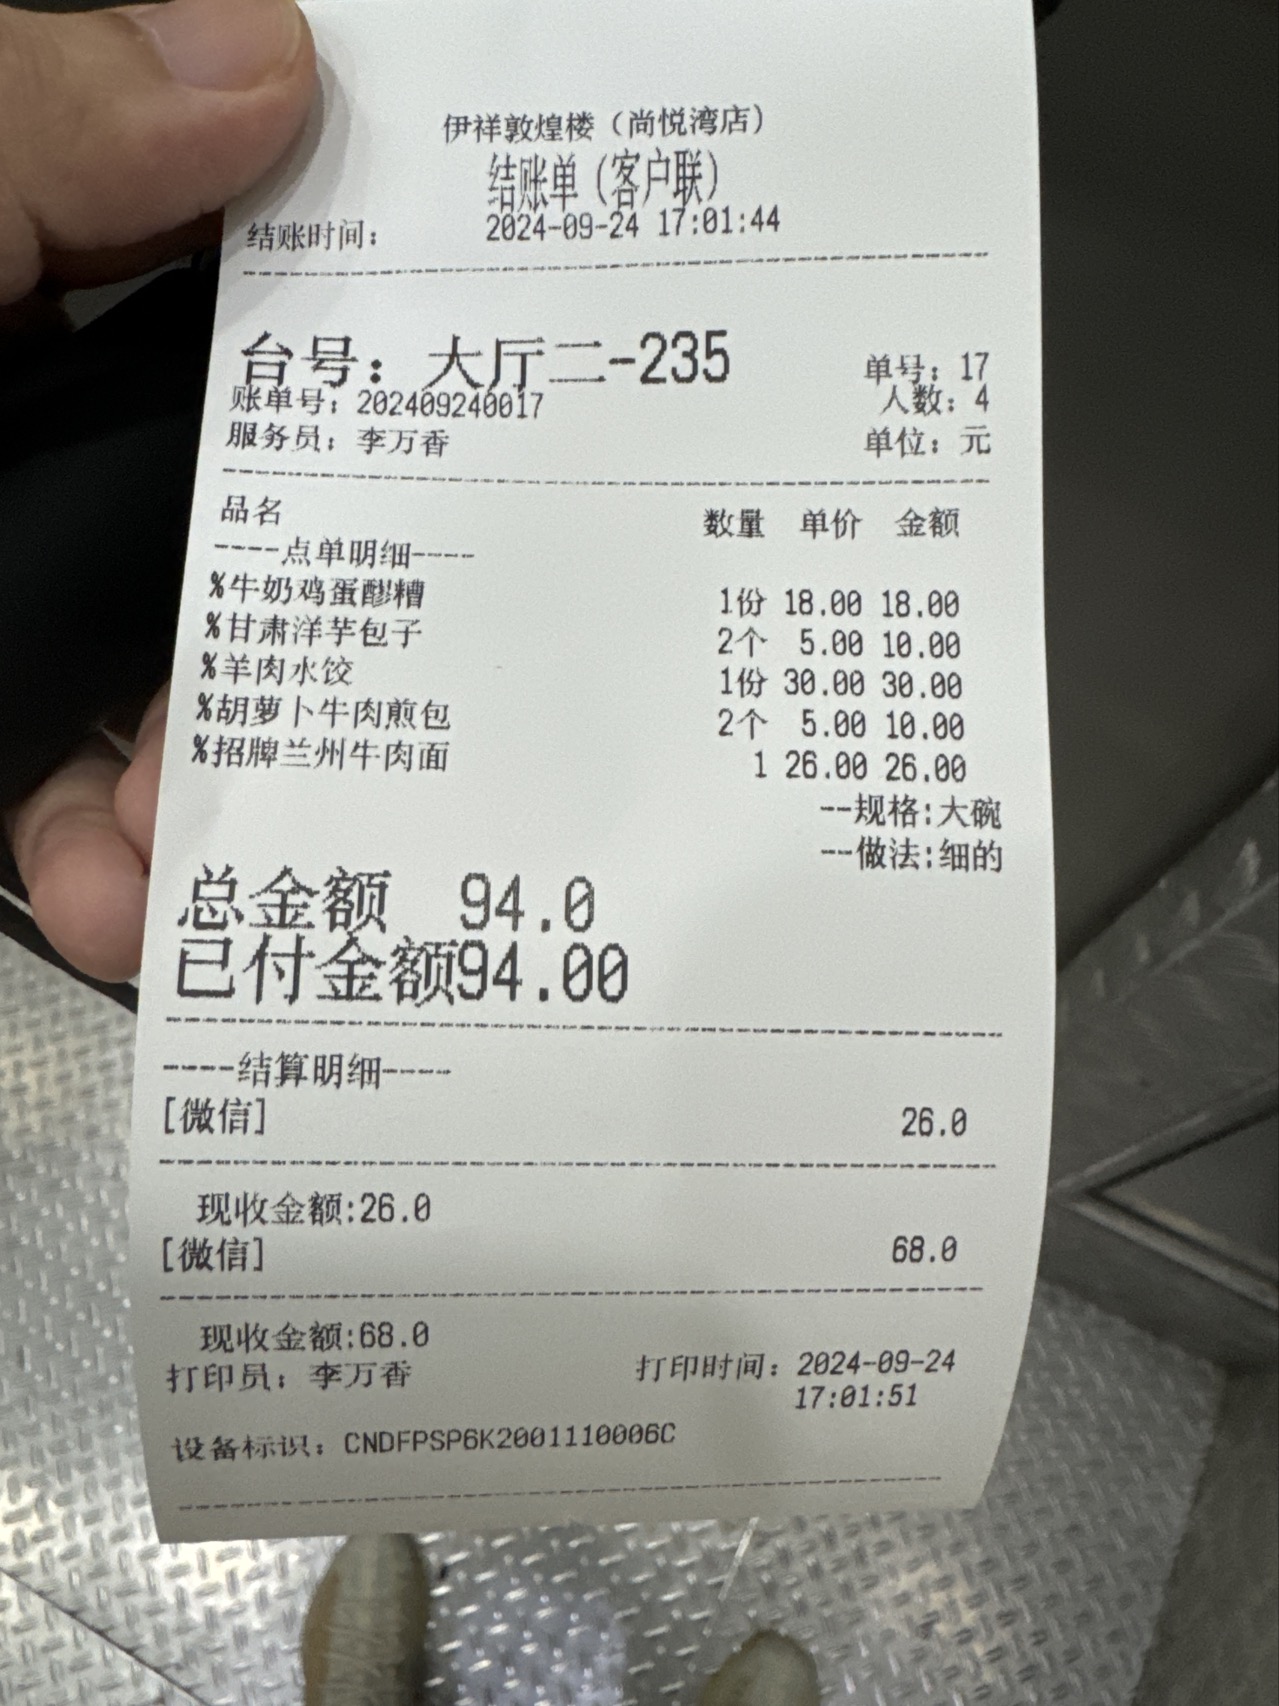 伊祥敦煌楼（尚悦湾店）
结账单（客户联）
结账时间： 2024-09-24 17:01:44
台号：大厅二-235 单号：17
账单号：202409240017 人数：4
服务员：李万香 单位：元
品名 数量 单价 金额
----点单明细----
%牛奶鸡蛋醪糟 1份 18.00 18.00
%甘肃洋芋包子 2个 5.00 10.00
%羊肉水饺 1份 30.00 30.00
%胡萝卜牛肉煎包 2个 5.00 10.00
%招牌兰州牛肉面 1 26.00 26.00
--规格:大碗
--做法:细的
总金额 94.0
已付金额94.00
----结算明细----
[微信] 26.0
现收金额:26.0
[微信] 68.0
现收金额:68.0
打印员：李万香 打印时间：2024-09-24
17:01:51
设备标识：CNDFPSP6K2001110006C